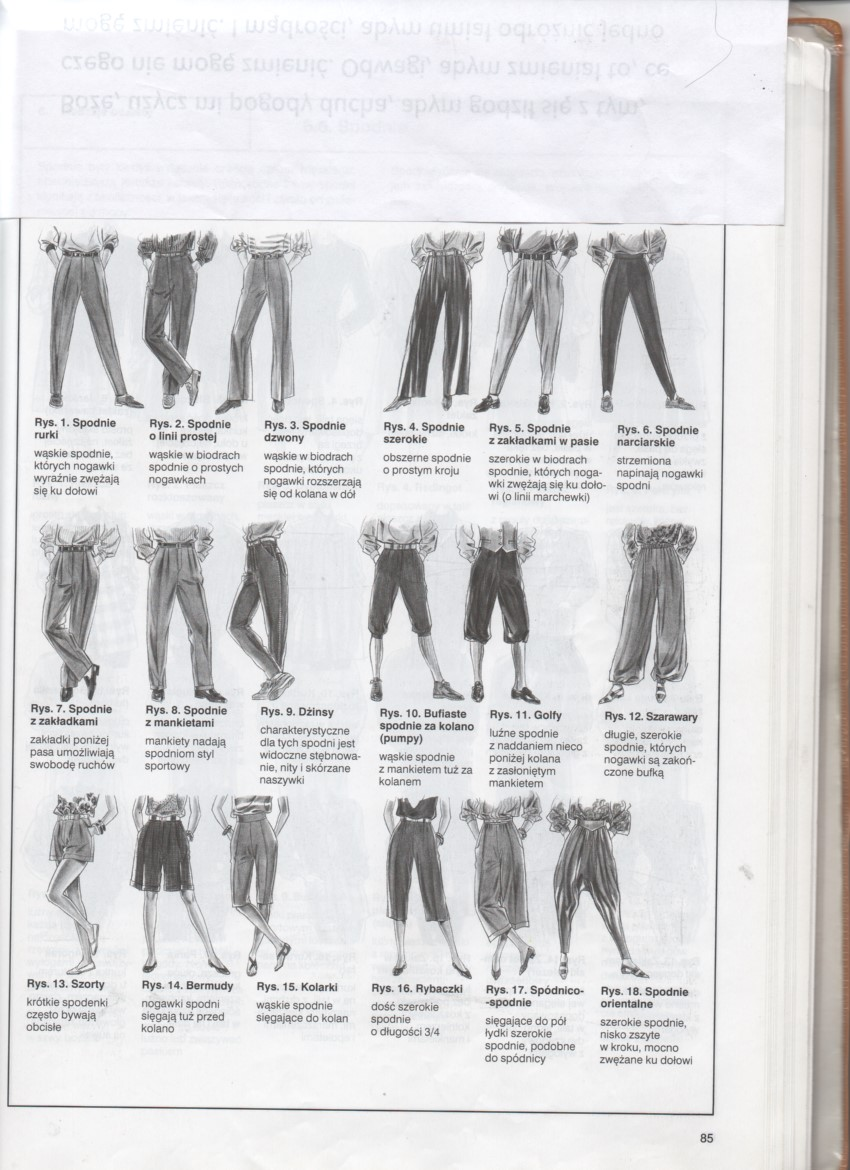 Boże, użycz mi pogody ducha, abym godził się z tym,
czego nie mogę zmienić. Odwagi, abym zmieniał to, ce
mogę zmienić. I mądrości, abym umiał odróżnić jedno
Rys. 1. Spodnie
rurki
wąskie spodnie,
których nogawki
wyraźnie zwężają
się ku dołowi
Rys. 2. Spodnie
o linii prostej
wąskie w biodrach
spodnie o prostych
nogawkach
Rys. 3. Spodnie
dzwony
wąskie w biodrach
spodnie, których
nogawki rozszerzają
się od kolana w dół
Rys. 4. Spodnie
szerokie
obszerne spodnie
o prostym kroju
Rys. 5. Spodnie
z zakładkami w pasie
szerokie w biodrach
spodnie, których noga-
wki zwężają się ku doło-
wi (o linii marchewki)
Rys. 6. Spodnie
narciarskie
strzemiona
napinają nogawki
spodni
Rys. 7. Spodnie
z zakładkami
zakładki poniżej
pasa umożliwiają
swobodę ruchów
Rys. 8. Spodnie
z mankietami
mankiety nadają
spodniom styl
sportowy
Rys. 9. Dżinsy
charakterystyczne
dla tych spodni jest
widoczne stębnowa-
nie, nity i skórzane
naszywki
Rys. 10. Bufiaste
spodnie za kolano
(pumpy)
wąskie spodnie
z mankietem tuż za
kolanem
Rys. 11. Golfy
luźne spodnie
z naddaniem nieco
poniżej kolana
z zasłoniętym
mankietem
Rys. 12. Szarawary
długie, szerokie
spodnie, których
nogawki są zakoń-
czone bufką
Rys. 13. Szorty
krótkie spodenki
często bywają
obcisłe
Rys. 14. Bermudy
nogawki spodni
sięgają tuż przed
kolano
Rys. 15. Kolarki
wąskie spodnie
sięgające do kolan
Rys. 16. Rybaczki
dość szerokie
spodnie
o długości 3/4
Rys. 17. Spódnico-
-spodnie
sięgające do pół
łydki szerokie
spodnie, podobne
do spódnicy
Rys. 18. Spodnie
orientalne
szerokie spodnie,
nisko zszyte
w kroku, mocno
zwężane ku dołowi
85